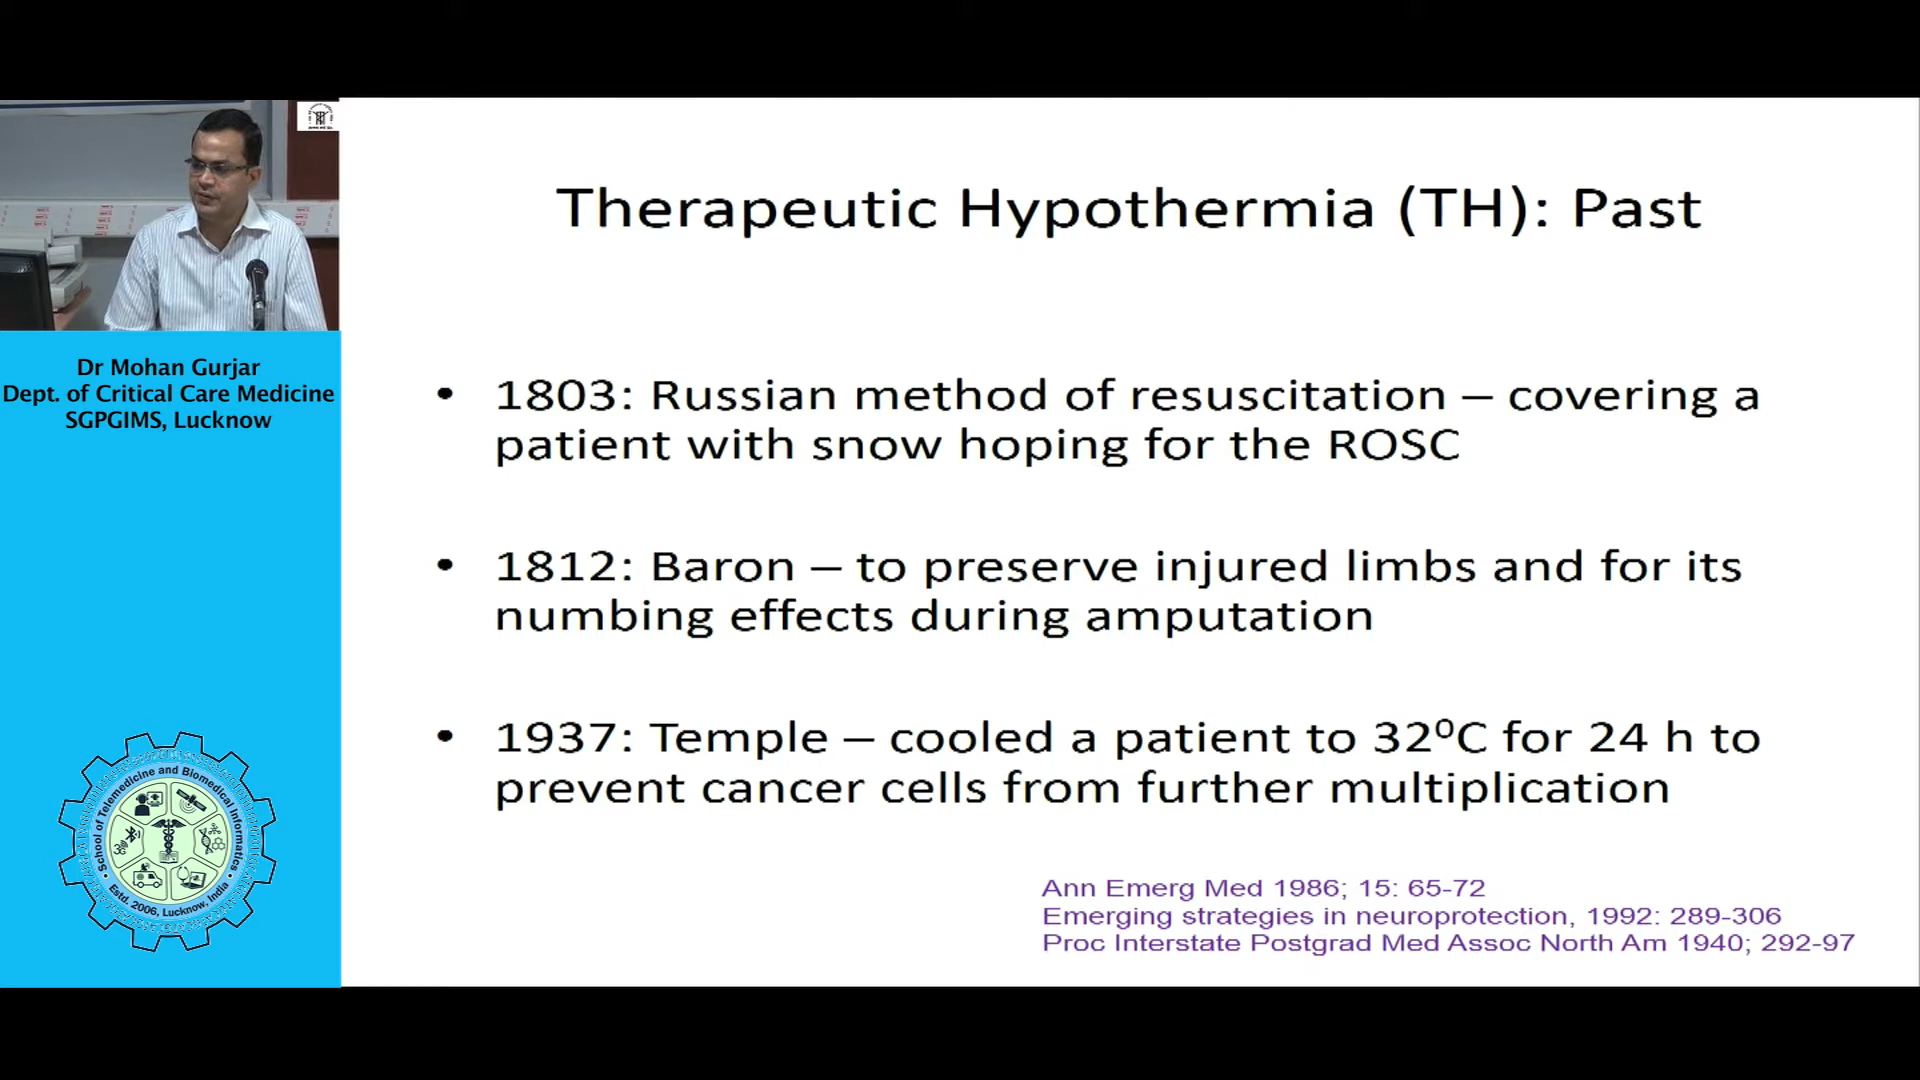 Therapeutic Hypothermia (TH): Past
Dr Mohan Gurjar
Dept. of Critical Care Medicine
SGPGIMS, Lucknow
• 1803: Russian method of resuscitation – covering a
patient with snow hoping for the ROSC
• 1812: Baron – to preserve injured limbs and for its
numbing effects during amputation
• 1937: Temple – cooled a patient to 32⁰C for 24 h to
prevent cancer cells from further multiplication
Ann Emerg Med 1986; 15: 65-72
Emerging strategies in neuroprotection, 1992: 289-306
Proc Interstate Postgrad Med Assoc North Am 1940; 292-97
School of Telemedicine and Biomedical Informatics
Estd. 2006, Lucknow, India